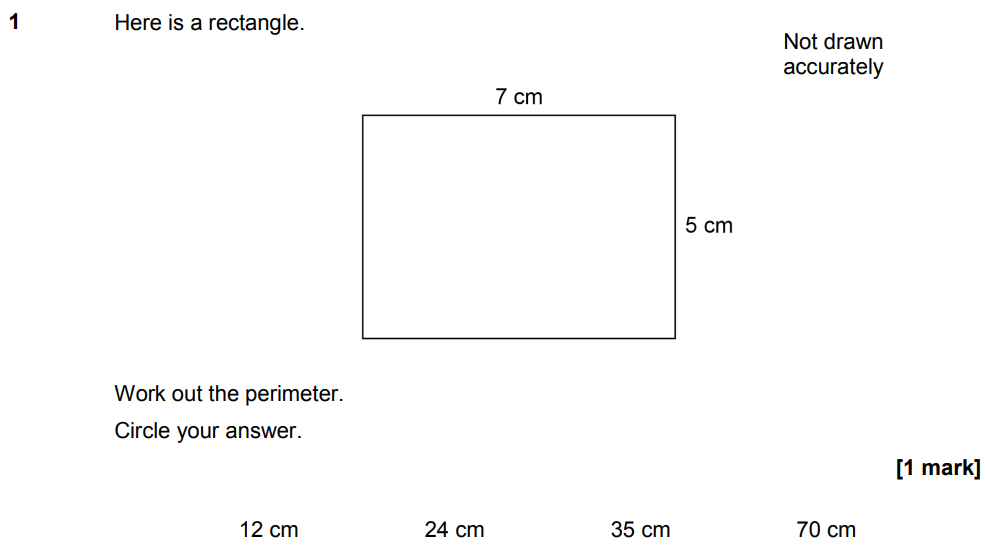 1 Here is a rectangle.
Not drawn
accurately
7 cm
5 cm
Work out the perimeter.
Circle your answer.
[1 mark]
12 cm 24 cm 35 cm 70 cm